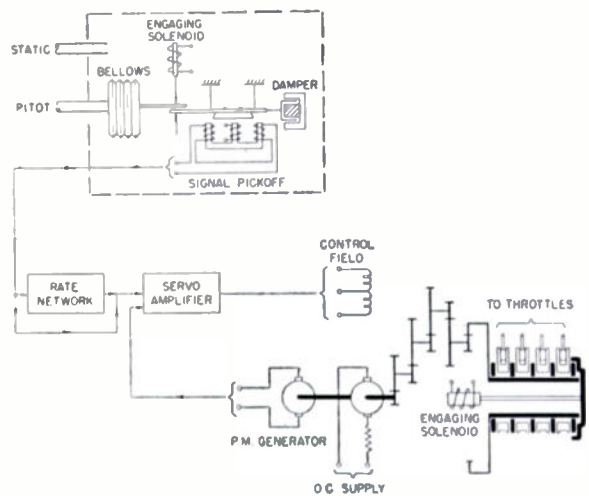 ENGAGING
SOLENOID
STATIC
BELLOWS
DAMPER
PITOT
SIGNAL PICKOFF
CONTROL
FIELD
RATE
NETWORK
SERVO
AMPLIFIER
TO THROTTLES
ENGAGING
SOLENOID
P.M. GENERATOR
D.C. SUPPLY